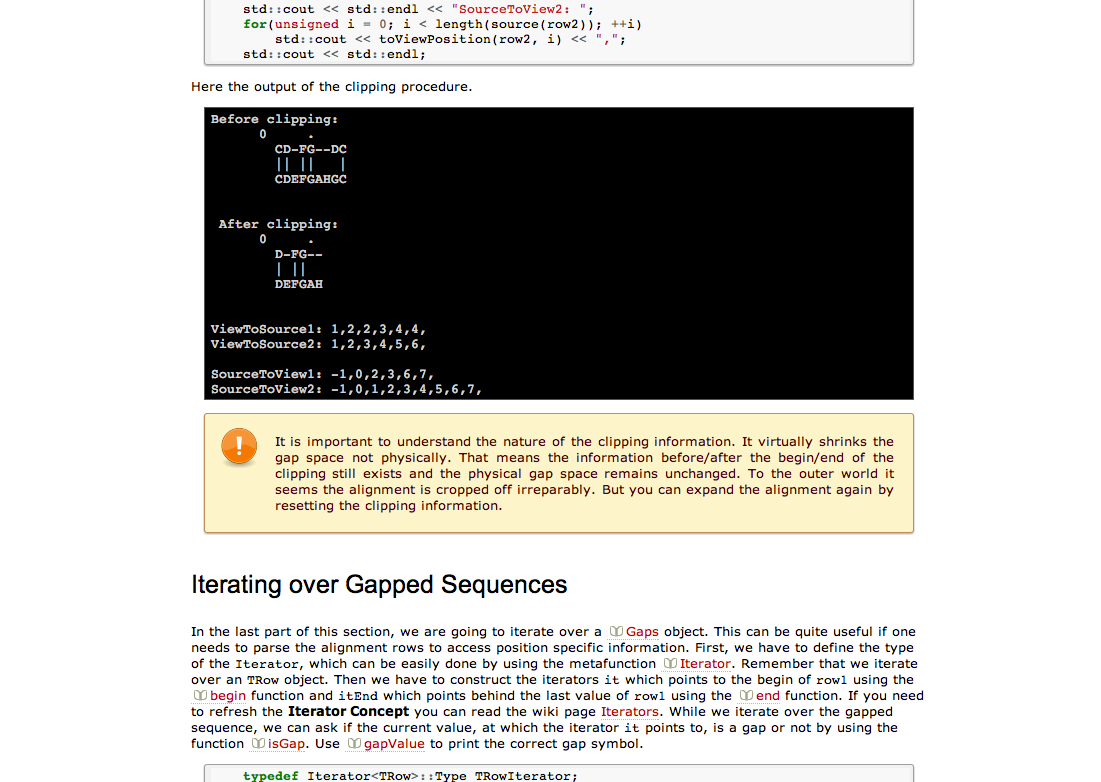 std::cout << std::endl << "SourceToView2: ";
for(unsigned i = 0; i < length(source(row2)); ++i)
    std::cout << toViewPosition(row2, i) << ",";
std::cout << std::endl;
Here the output of the clipping procedure.
Before clipping:
      0     .
        CD-FG--DC
        || ||   |
        CDEFGAHGC
 After clipping:
      0     .
        D-FG--
        | ||
        DEFGAH
ViewToSource1: 1,2,2,3,4,4,
ViewToSource2: 1,2,3,4,5,6,
SourceToView1: -1,0,2,3,6,7,
SourceToView2: -1,0,1,2,3,4,5,6,7,
It is important to understand the nature of the clipping information. It virtually shrinks the
gap space not physically. That means the information before/after the begin/end of the
clipping still exists and the physical gap space remains unchanged. To the outer world it
seems the alignment is cropped off irreparably. But you can expand the alignment again by
resetting the clipping information.
Iterating over Gapped Sequences
In the last part of this section, we are going to iterate over a Gaps object. This can be quite useful if one
needs to parse the alignment rows to access position specific information. First, we have to define the type
of the Iterator, which can be easily done by using the metafunction Iterator. Remember that we iterate
over an TRow object. Then we have to construct the iterators it which points to the begin of row1 using the
begin function and itEnd which points behind the last value of row1 using the end function. If you need
to refresh the Iterator Concept you can read the wiki page Iterators. While we iterate over the gapped
sequence, we can ask if the current value, at which the iterator it points to, is a gap or not by using the
function isGap. Use gapValue to print the correct gap symbol.
typedef Iterator<TRow>::Type TRowIterator;